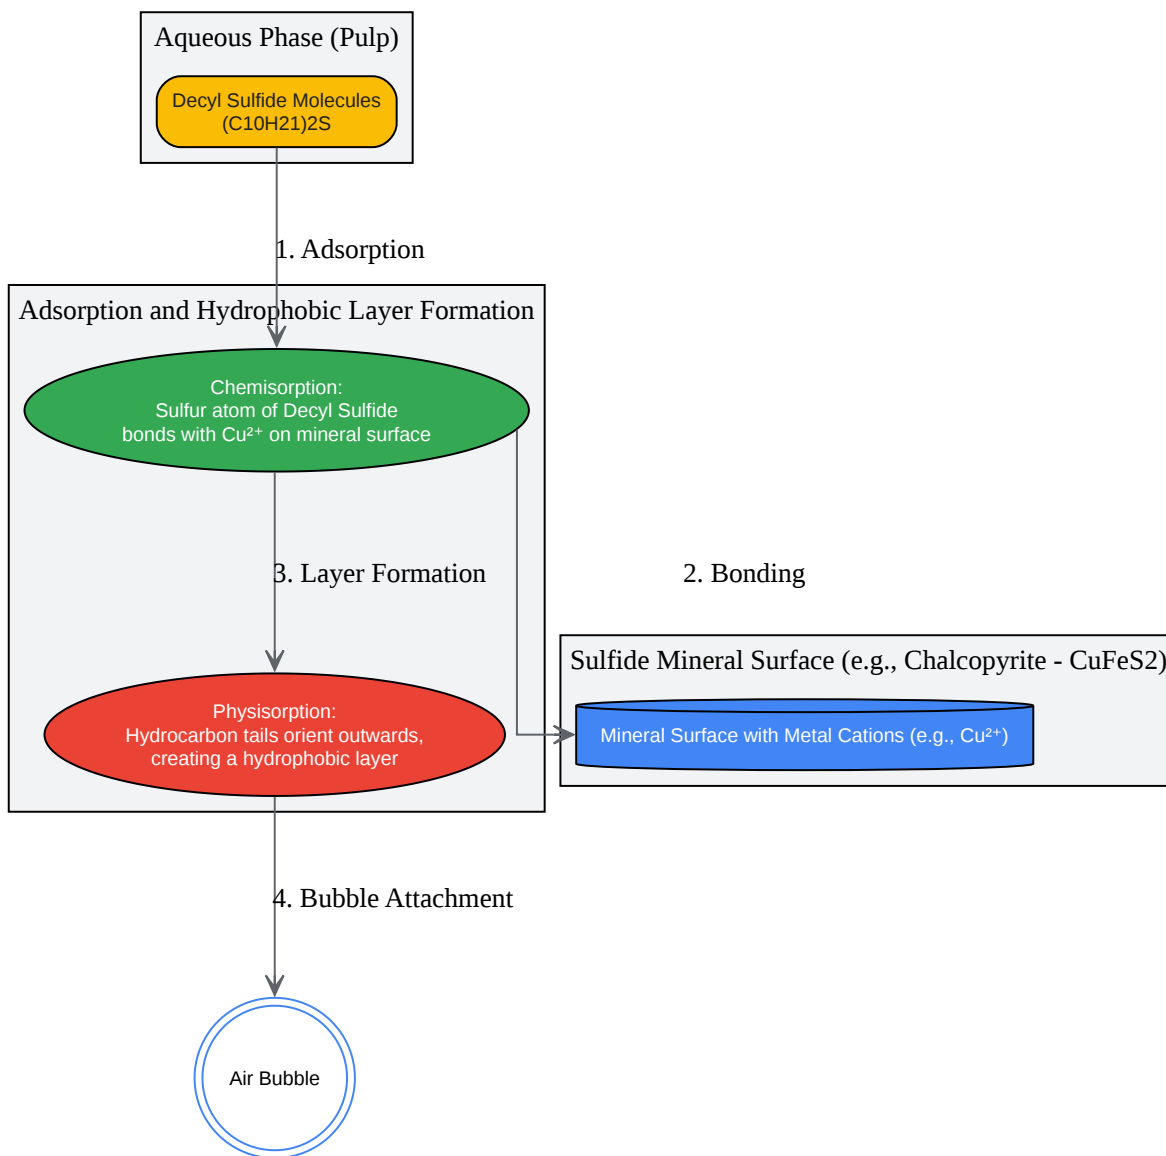 Aqueous Phase (Pulp)
Decyl Sulfide Molecules
(C10H21)2S
1. Adsorption
Adsorption and Hydrophobic Layer Formation
Chemisorption:
Sulfur atom of Decyl Sulfide
bonds with Cu²⁺ on mineral surface
3. Layer Formation
2. Bonding
Sulfide Mineral Surface (e.g., Chalcopyrite - CuFeS2)
Mineral Surface with Metal Cations (e.g., Cu²⁺)
Physisorption:
Hydrocarbon tails orient outwards,
creating a hydrophobic layer
4. Bubble Attachment
Air Bubble